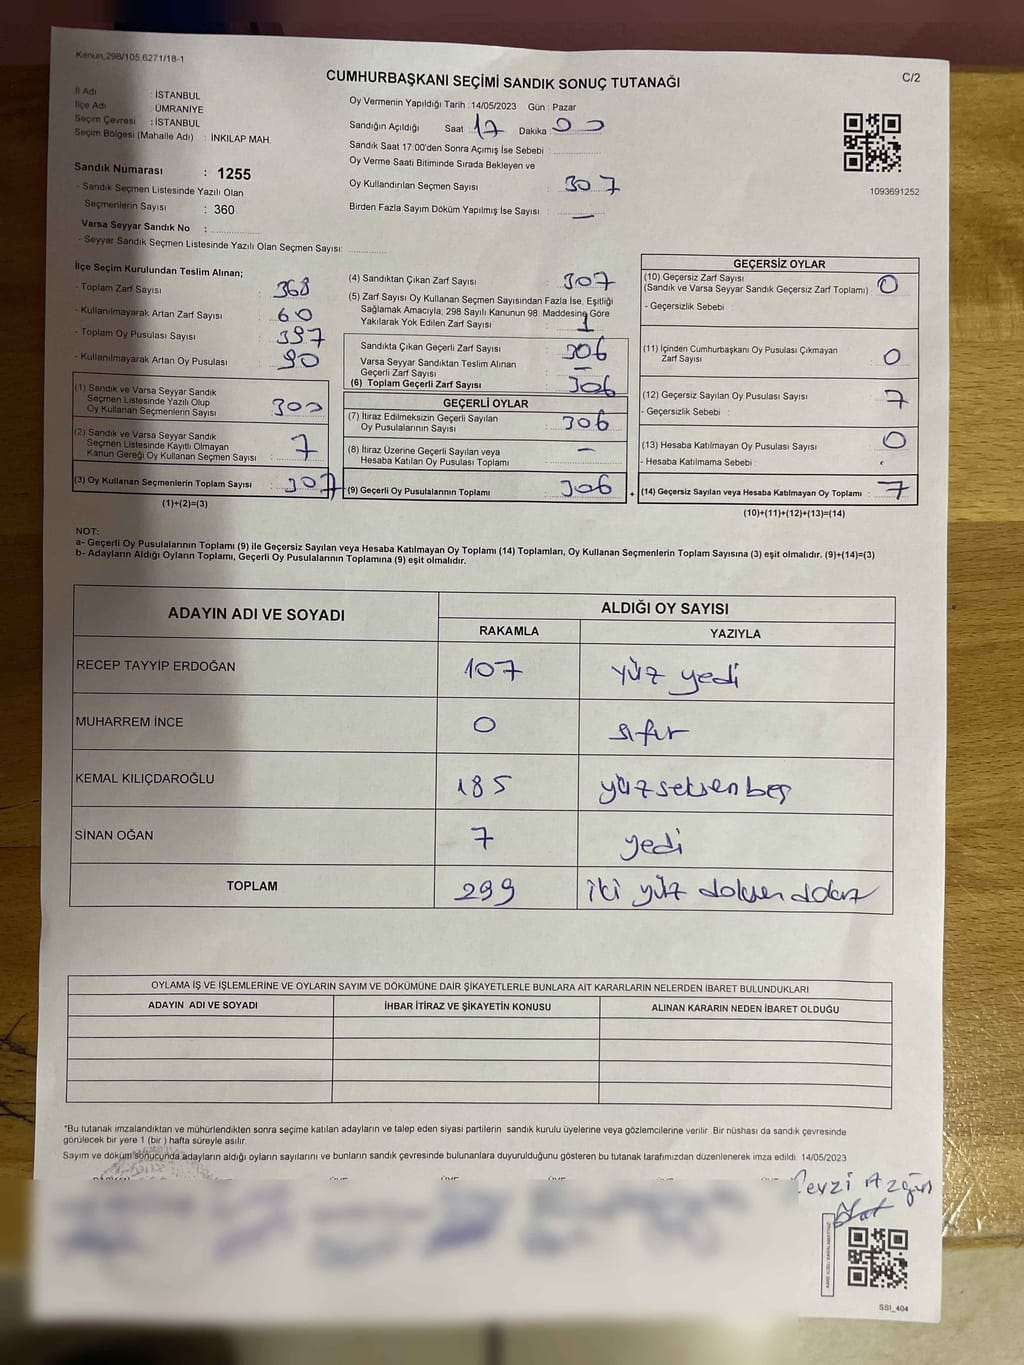 Kanun,298/105,6271/18-1
CUMHURBAŞKANI SEÇİMİ SANDIK SONUÇ TUTANAĞI
C/2
İl Adı : İSTANBUL
İlçe Adı : ÜMRANİYE
Seçim Çevresi : İSTANBUL
Seçim Bölgesi (Mahalle Adı) : İNKILAP MAH.
Sandık Numarası : 1255
- Sandık Seçmen Listesinde Yazılı Olan
Seçmenlerin Sayısı : 360
Varsa Seyyar Sandık No :
- Seyyar Sandık Seçmen Listesinde Yazılı Olan Seçmen Sayısı:
Oy Vermenin Yapıldığı Tarih : 14/05/2023 Gün : Pazar
Sandığın Açıldığı Saat 17 Dakika 00
Sandık Saat 17:00'den Sonra Açımış İse Sebebi :
Oy Verme Saati Bitiminde Sırada Bekleyen ve
Oy Kullandırılan Seçmen Sayısı : 307
Birden Fazla Sayım Döküm Yapılmış İse Sayısı : —
1093691252
İlçe Seçim Kurulundan Teslim Alınan;
- Toplam Zarf Sayısı : 368
- Kullanılmayarak Artan Zarf Sayısı : 60
- Toplam Oy Pusulası Sayısı : 397
- Kullanılmayarak Artan Oy Pusulası : 90
(1) Sandık ve Varsa Seyyar Sandık
Seçmen Listesinde Yazılı Olup
Oy Kullanan Seçmenlerin Sayısı : 300
(2) Sandık ve Varsa Seyyar Sandık
Seçmen Listesinde Kayıtlı Olmayan
Kanun Gereği Oy Kullanan Seçmen Sayısı : 7
(3) Oy Kullanan Seçmenlerin Toplam Sayısı : 307
(1)+(2)=(3)
(4) Sandıktan Çıkan Zarf Sayısı : 307
(5) Zarf Sayısı Oy Kullanan Seçmen Sayısından Fazla İse, Eşitliği
Sağlamak Amacıyla; 298 Sayılı Kanunun 98. Maddesine Göre
Yakılarak Yok Edilen Zarf Sayısı : 1
Sandıkta Çıkan Geçerli Zarf Sayısı : 306
Varsa Seyyar Sandıktan Teslim Alınan
Geçerli Zarf Sayısı : —
(6) Toplam Geçerli Zarf Sayısı : 306
GEÇERLİ OYLAR
(7) İtiraz Edilmeksizin Geçerli Sayılan
Oy Pusulalarının Sayısı : 306
(8) İtiraz Üzerine Geçerli Sayılan veya
Hesaba Katılan Oy Pusulası Toplamı : —
(9) Geçerli Oy Pusulalarının Toplamı : 306
GEÇERSİZ OYLAR
(10) Geçersiz Zarf Sayısı
(Sandık ve Varsa Seyyar Sandık Geçersiz Zarf Toplamı) : 0
- Geçersizlik Sebebi :
(11) İçinden Cumhurbaşkanı Oy Pusulası Çıkmayan
Zarf Sayısı : 0
(12) Geçersiz Sayılan Oy Pusulası Sayısı : 7
- Geçersizlik Sebebi :
(13) Hesaba Katılmayan Oy Pusulası Sayısı : 0
- Hesaba Katılmama Sebebi :
+ (14) Geçersiz Sayılan veya Hesaba Katılmayan Oy Toplamı : 7
(10)+(11)+(12)+(13)=(14)
NOT:
a- Geçerli Oy Pusulalarının Toplamı (9) ile Geçersiz Sayılan veya Hesaba Katılmayan Oy Toplamı (14) Toplamları, Oy Kullanan Seçmenlerin Toplam Sayısına (3) eşit olmalıdır. (9)+(14)=(3)
b- Adayların Aldığı Oyların Toplamı, Geçerli Oy Pusulalarının Toplamına (9) eşit olmalıdır.
ADAYIN ADI VE SOYADI ALDIĞI OY SAYISI
RAKAMLA YAZIYLA
RECEP TAYYİP ERDOĞAN 107 yüz yedi
MUHARREM İNCE 0 sıfır
KEMAL KILIÇDAROĞLU 185 yüzseksenbeş
SİNAN OĞAN 7 yedi
TOPLAM 299 iki yüz doksan dokuz
OYLAMA İŞ VE İŞLEMLERİNE VE OYLARIN SAYIM VE DÖKÜMÜNE DAİR ŞİKAYETLERLE BUNLARA AİT KARARLARIN NELERDEN İBARET BULUNDUKLARI
ADAYIN ADI VE SOYADI İHBAR İTİRAZ VE ŞİKAYETİN KONUSU ALINAN KARARIN NEDEN İBARET OLDUĞU
*Bu tutanak imzalandıktan ve mühürlendikten sonra seçime katılan adayların ve talep eden siyasi partilerin sandık kurulu üyelerine veya gözlemcilerine verilir .Bir nüshası da sandık çevresinde
görülecek bir yere 1 (bir ) hafta süreyle asılır.
Sayım ve döküm sonucunda adayların aldığı oyların sayılarını ve bunların sandık çevresinde bulunanlara duyurulduğunu gösteren bu tutanak tarafımızdan düzenlenerek imza edildi. 14/05/2023
Fevzi Azgın
SSI_404